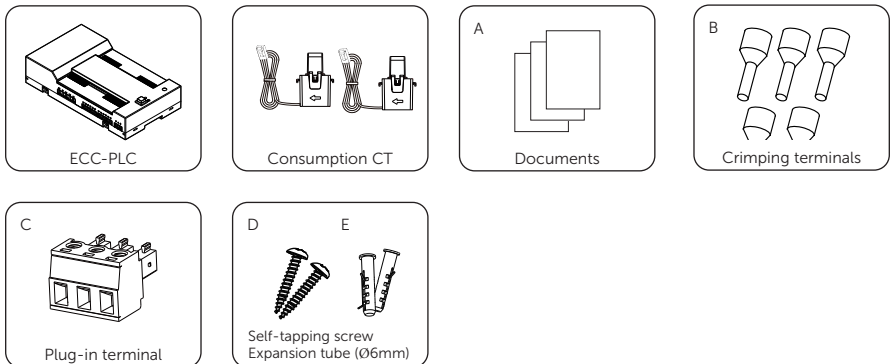 ECC-PLC
Consumption CT
A
Documents
B
Crimping terminals
C
Plug-in terminal
D E
Self-tapping screw
Expansion tube (Ø6mm)